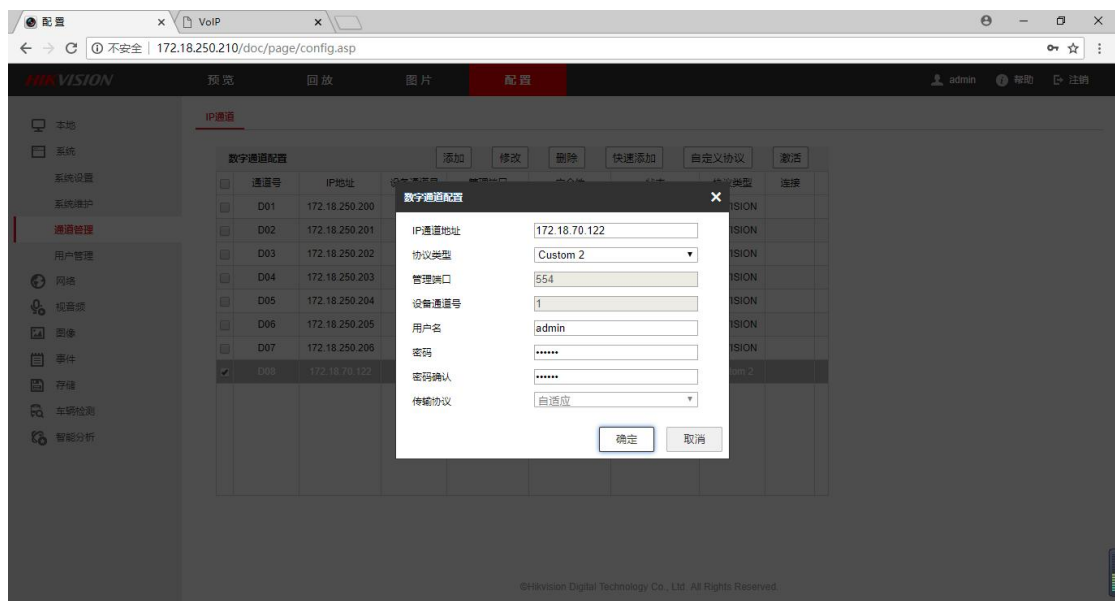 配置
VoIP
不安全 | 172.18.250.210/doc/page/config.asp
HIKVISION 预览 回放 图片 配置 admin 帮助 注销
本地
系统
系统设置
系统维护
通道管理
用户管理
网络
视音频
图像
事件
存储
车辆检测
智能分析
IP通道
数字通道配置 添加 修改 删除 快速添加 自定义协议 激活
通道号 IP地址 连接
D01 172.18.250.200
D02 172.18.250.201
D03 172.18.250.202
D04 172.18.250.203
D05 172.18.250.204
D06 172.18.250.205
D07 172.18.250.206
D08 172.18.70.122
数字通道配置
IP通道地址 172.18.70.122
协议类型 Custom 2
管理端口 554
设备通道号 1
用户名 admin
密码 ••••••
密码确认 ••••••
传输协议 自适应
确定 取消
©Hikvision Digital Technology Co., Ltd. All Rights Reserved.